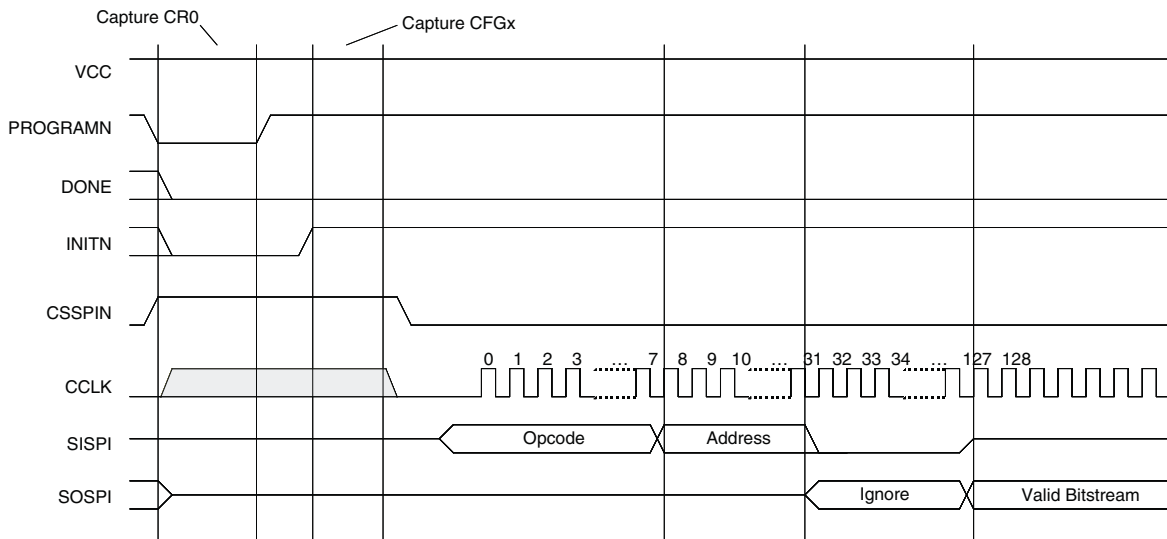 Capture CR0
Capture CFGx
VCC
PROGRAMN
DONE
INITN
CSSPIN
0 1 2 3 ... 7 8 9 10 ... 31 32 33 34 ... 127 128
CCLK
SISPI
Opcode
Address
SOSPI
Ignore
Valid Bitstream